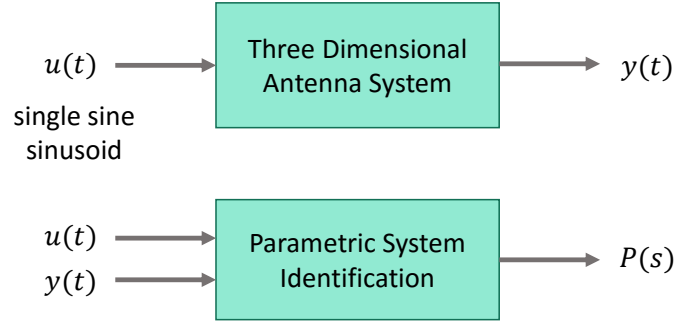 u(t)
Three Dimensional
Antenna System
y(t)
single sine
sinusoid
u(t)
y(t)
Parametric System
Identification
P(s)